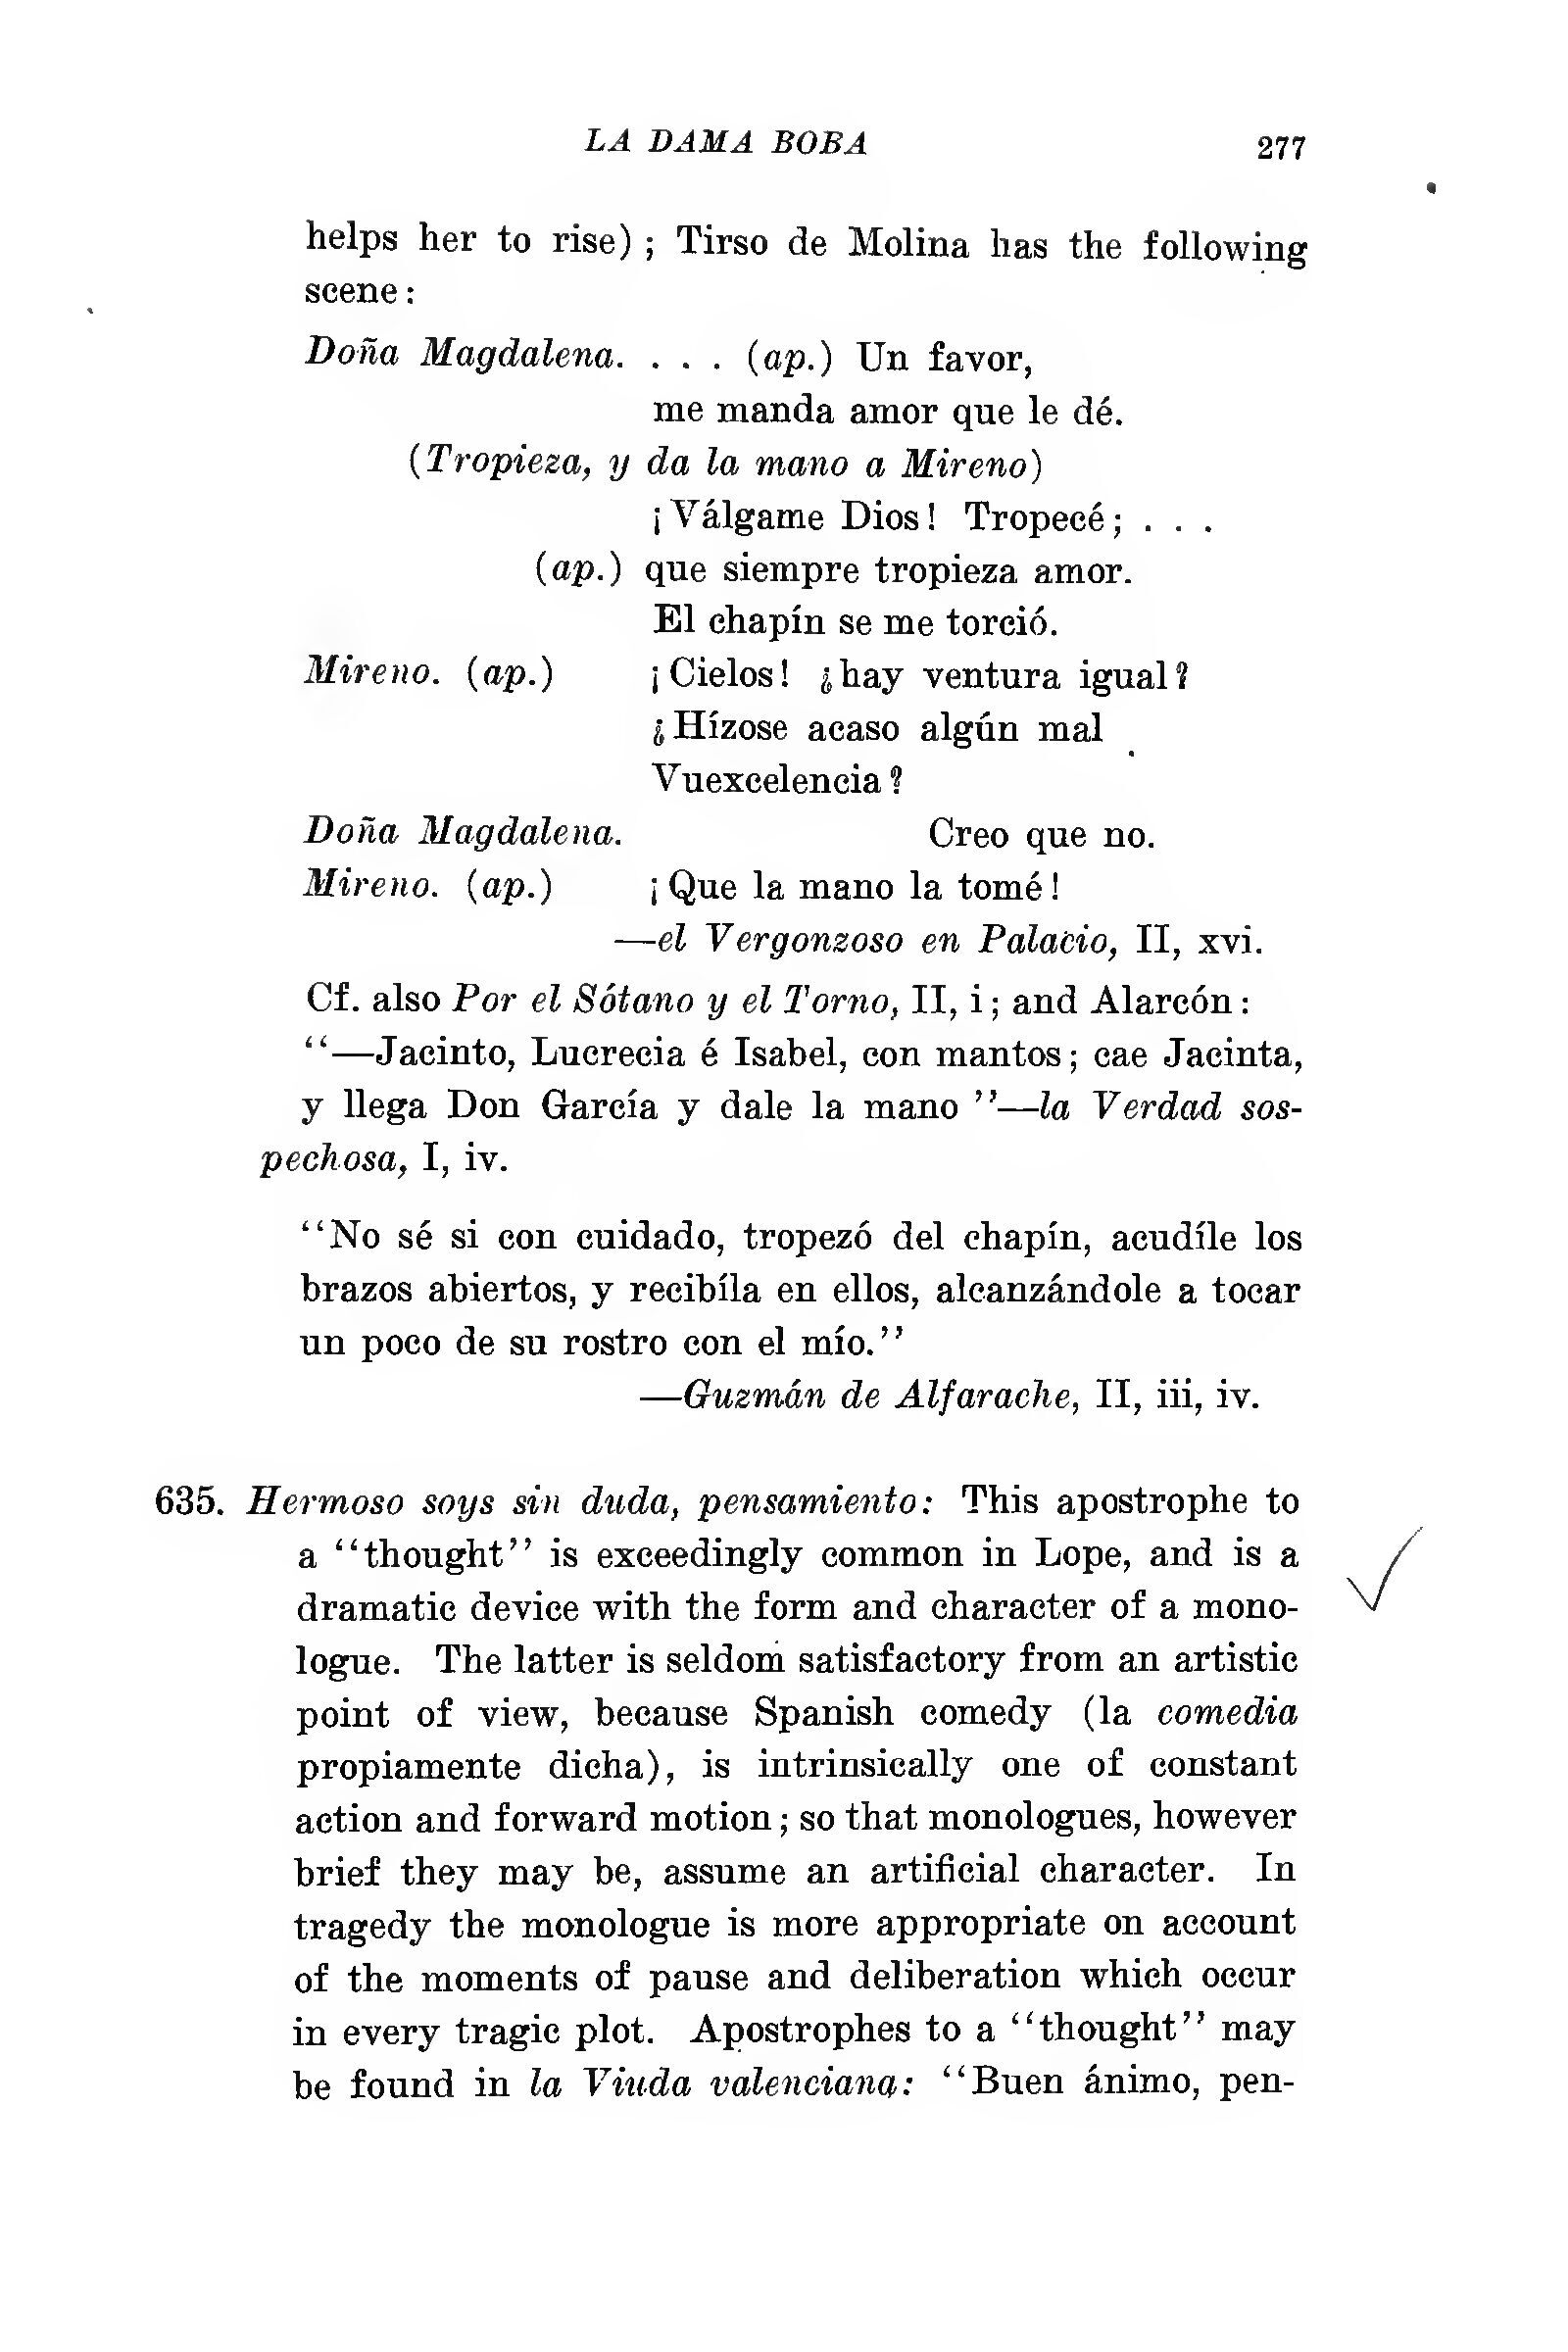 LA DAMA BOBA 277
helps her to rise) ; Tirso de Molina has the following
scene :
Doña Magdalena. . . . (ap.) Un favor,
me manda amor que le dé.
(Tropieza, y da la mano a Mireno)
¡Válgame Dios! Tropecé; . . .
(ap.) que siempre tropieza amor.
El chapín se me torció.
Mireno. (ap.) ¡Cielos! ¿hay ventura igual?
¿Hízose acaso algún mal
Vuexcelencia?
Doña Magdalena. Creo que no.
Mireno. (ap.) ¡Que la mano la tomé!
—el Vergonzoso en Palacio, II, xvi.
Cf. also Por el Sótano y el Torno, II, i; and Alarcón:
"—Jacinto, Lucrecia é Isabel, con mantos; cae Jacinta,
y llega Don García y dale la mano "—la Verdad sos-
pechosa, I, iv.
"No sé si con cuidado, tropezó del chapín, acudíle los
brazos abiertos, y recibíla en ellos, alcanzándole a tocar
un poco de su rostro con el mío."
—Guzmán de Alfarache, II, iii, iv.
635. Hermoso soys sin duda, pensamiento: This apostrophe to
a "thought" is exceedingly common in Lope, and is a
dramatic device with the form and character of a mono-
logue. The latter is seldom satisfactory from an artistic
point of view, because Spanish comedy (la comedia
propiamente dicha), is intrinsically one of constant
action and forward motion; so that monologues, however
brief they may be, assume an artificial character. In
tragedy the monologue is more appropriate on account
of the moments of pause and deliberation which occur
in every tragic plot. Apostrophes to a "thought" may
be found in la Viuda valenciana: "Buen ánimo, pen-